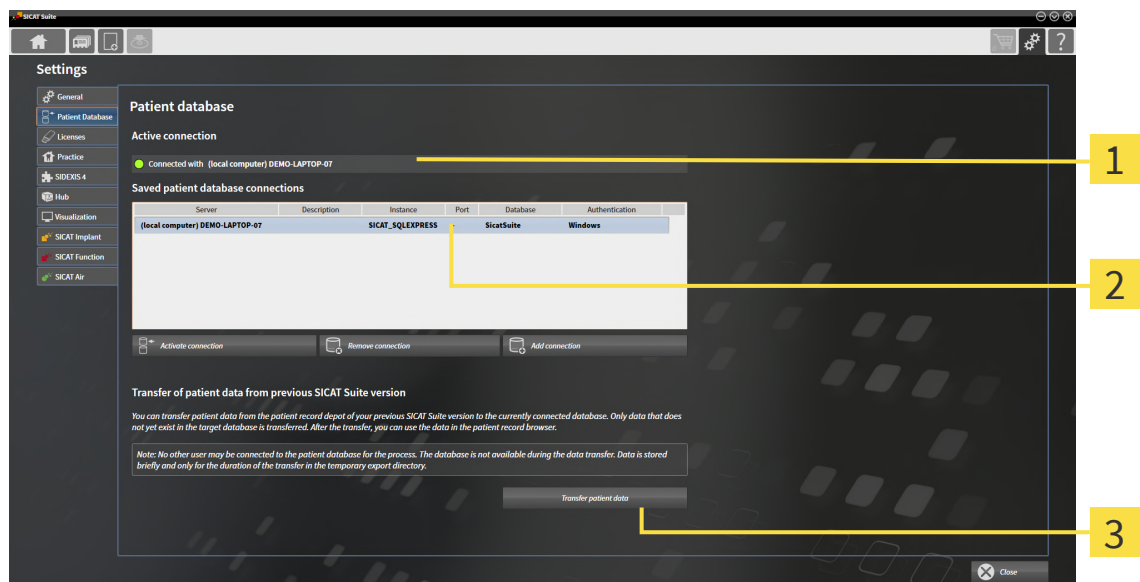 SICAT Suite
?
Settings
General
Patient Database
Licenses
Practice
SIDEXIS 4
Hub
Visualization
SICAT Implant
SICAT Function
SICAT Air
Patient database
Active connection
Connected with (local computer) DEMO-LAPTOP-07
Saved patient database connections
Server Description Instance Port Database Authentication
(local computer) DEMO-LAPTOP-07 SICAT_SQLEXPRESS - SicatSuite Windows
Activate connection Remove connection Add connection
Transfer of patient data from previous SICAT Suite version
You can transfer patient data from the patient record depot of your previous SICAT Suite version to the currently connected database. Only data that does
not yet exist in the target database is transferred. After the transfer, you can use the data in the patient record browser.
Note: No other user may be connected to the patient database for the process. The database is not available during the data transfer. Data is stored
briefly and only for the duration of the transfer in the temporary export directory.
Transfer patient data
Close
1
2
3